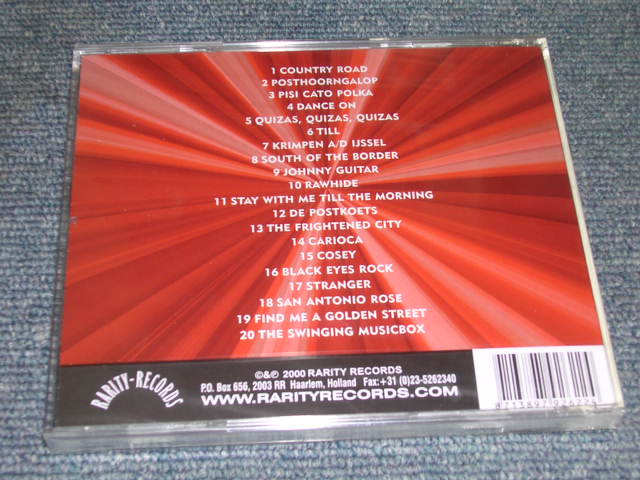 1 COUNTRY ROAD
2 POSTHOORNGALOP
3 PISI CATO POLKA
4 DANCE ON
5 QUIZAS, QUIZAS, QUIZAS
6 TILL
7 KRIMPEN A/D IJSSEL
8 SOUTH OF THE BORDER
9 JOHNNY GUITAR
10 RAWHIDE
11 STAY WITH ME TILL THE MORNING
12 DE POSTKOETS
13 THE FRIGHTENED CITY
14 CARIOCA
15 COSEY
16 BLACK EYES ROCK
17 STRANGER
18 SAN ANTONIO ROSE
19 FIND ME A GOLDEN STREET
20 THE SWINGING MUSICBOX
RARITY-RECORDS
©&℗ 2000 RARITY RECORDS
P.O. Box 656, 2003 RR Haarlem, Holland Fax:+31 (0)23-5262340
WWW.RARITYRECORDS.COM